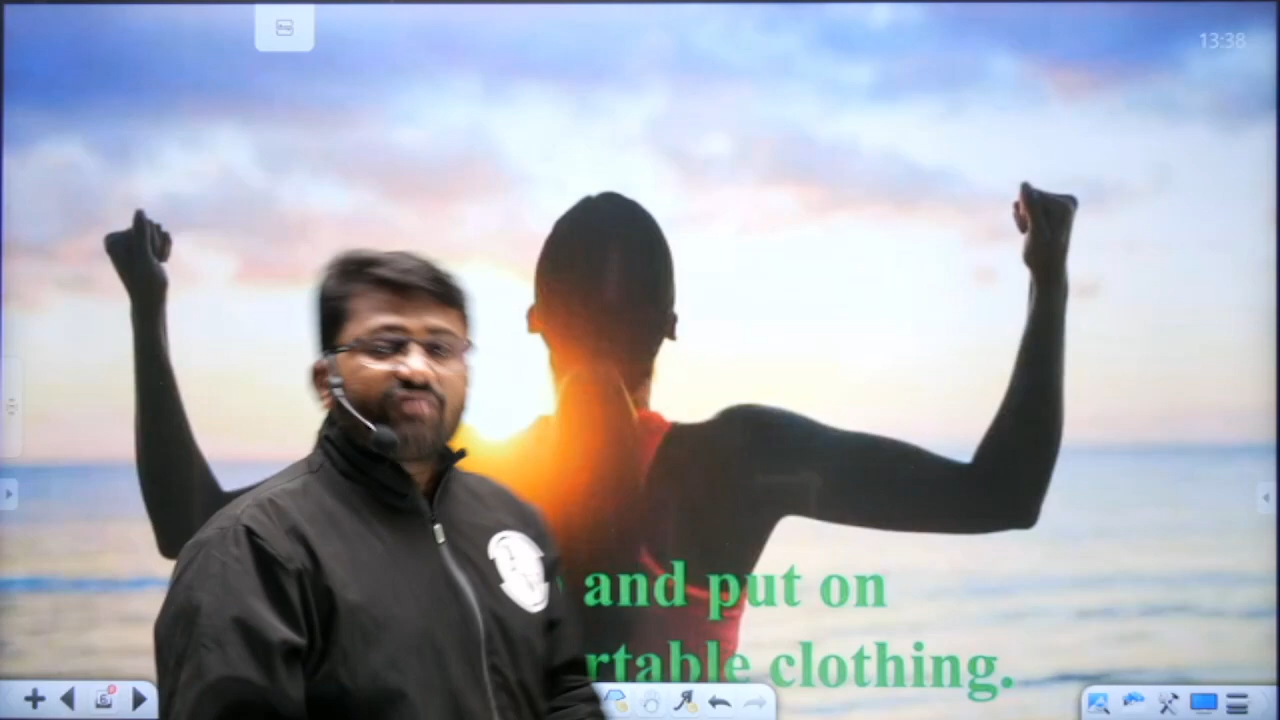 13:38
and put on
rtable clothing.